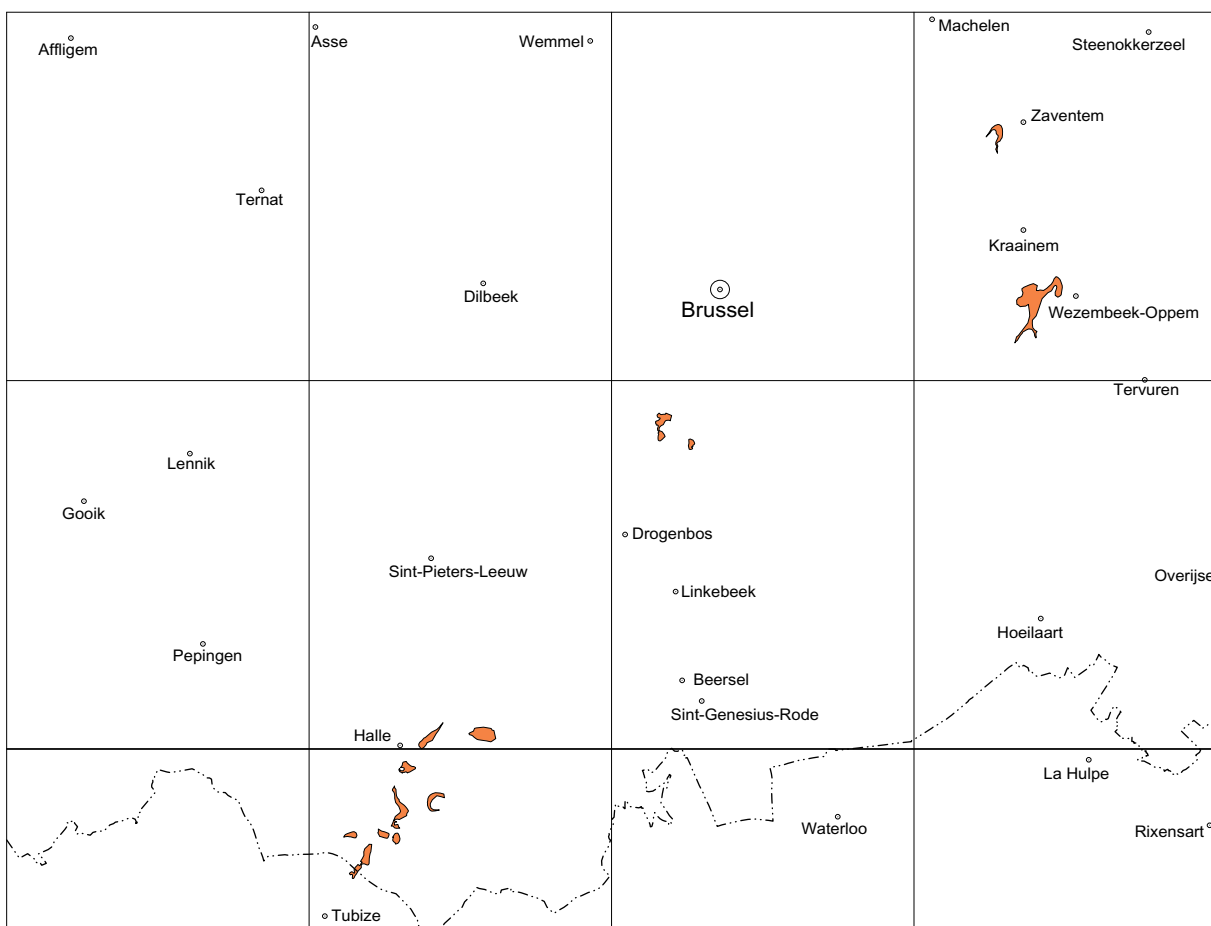 Affligem
Asse
Wemmel
Machelen
Steenokkerzeel
Zaventem
Ternat
Kraainem
Dilbeek
Brussel
Wezembeek-Oppem
Tervuren
Lennik
Gooik
Drogenbos
Sint-Pieters-Leeuw
Overijse
Linkebeek
Hoeilaart
Pepingen
Beersel
Sint-Genesius-Rode
Halle
La Hulpe
Waterloo
Rixensart
Tubize